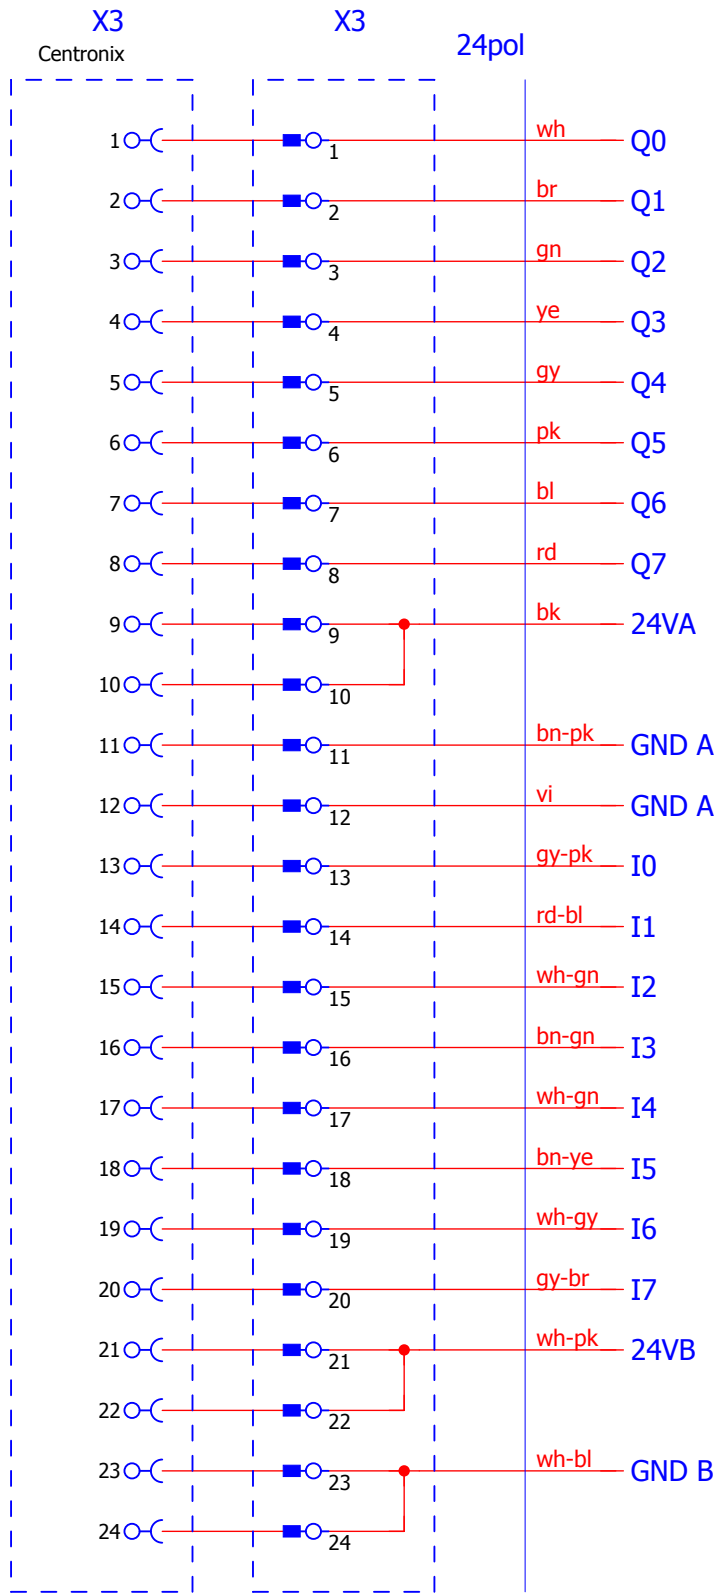 X3 X3
Centronix 24pol
1 1 wh Q0
2 2 br Q1
3 3 gn Q2
4 4 ye Q3
5 5 gy Q4
6 6 pk Q5
7 7 bl Q6
8 8 rd Q7
9 9 bk 24VA
10 10
11 11 bn-pk GND A
12 12 vi GND A
13 13 gy-pk I0
14 14 rd-bl I1
15 15 wh-gn I2
16 16 bn-gn I3
17 17 wh-gn I4
18 18 bn-ye I5
19 19 wh-gy I6
20 20 gy-br I7
21 21 wh-pk 24VB
22 22
23 23 wh-bl GND B
24 24